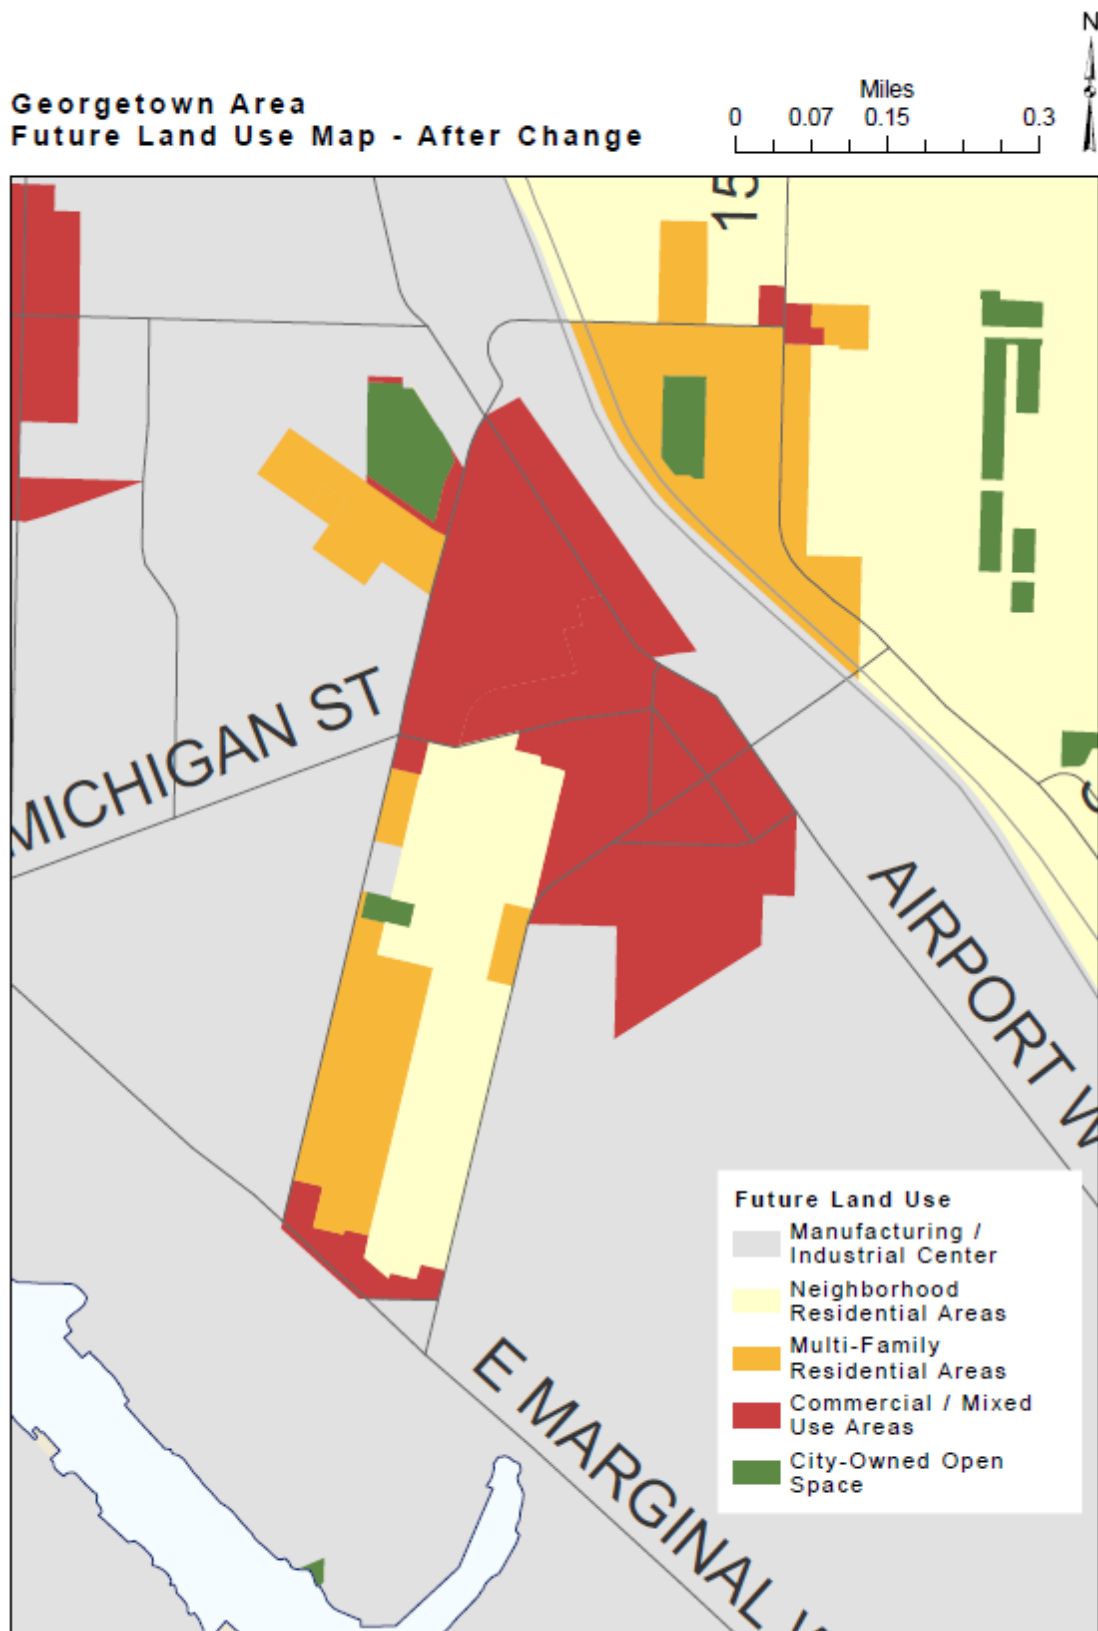 N
Georgetown Area
Future Land Use Map - After Change
Miles
0 0.07 0.15 0.3
15
MICHIGAN ST
AIRPORT W
E MARGINAL W
Future Land Use
Manufacturing /
Industrial Center
Neighborhood
Residential Areas
Multi-Family
Residential Areas
Commercial / Mixed
Use Areas
City-Owned Open
Space